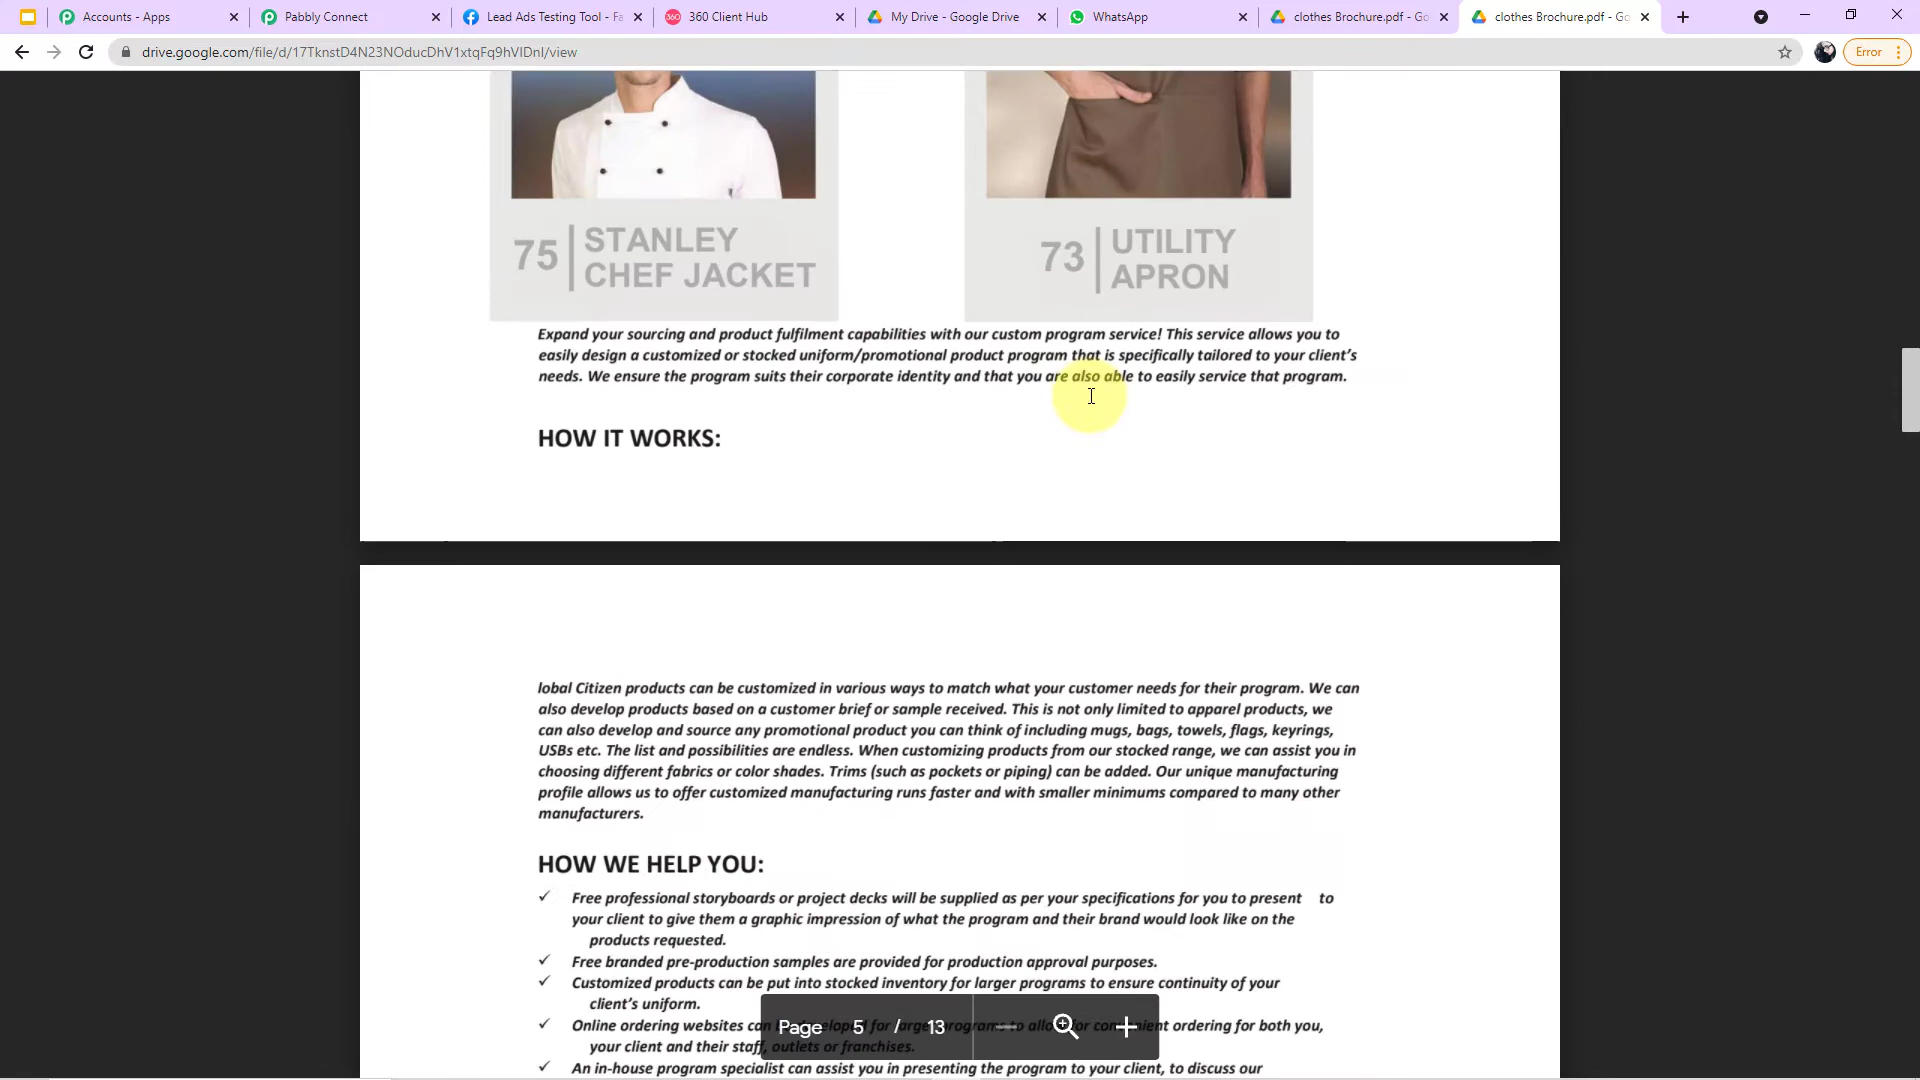 Accounts - Apps
Pabbly Connect
Lead Ads Testing Tool - Fa
360 Client Hub
My Drive - Google Drive
WhatsApp
clothes Brochure.pdf - Go
clothes Brochure.pdf - Go
drive.google.com/file/d/17TknstD4N23NOducDhV1xtqFq9hVIDnI/view
Error
75 | STANLEY
CHEF JACKET
73 | UTILITY
APRON
Expand your sourcing and product fulfilment capabilities with our custom program service! This service allows you to
easily design a customized or stocked uniform/promotional product program that is specifically tailored to your client's
needs. We ensure the program suits their corporate identity and that you are also able to easily service that program.
HOW IT WORKS:
lobal Citizen products can be customized in various ways to match what your customer needs for their program. We can
also develop products based on a customer brief or sample received. This is not only limited to apparel products, we
can also develop and source any promotional product you can think of including mugs, bags, towels, flags, keyrings,
USBs etc. The list and possibilities are endless. When customizing products from our stocked range, we can assist you in
choosing different fabrics or color shades. Trims (such as pockets or piping) can be added. Our unique manufacturing
profile allows us to offer customized manufacturing runs faster and with smaller minimums compared to many other
manufacturers.
HOW WE HELP YOU:
✓ Free professional storyboards or project decks will be supplied as per your specifications for you to present to
your client to give them a graphic impression of what the program and their brand would look like on the
products requested.
✓ Free branded pre-production samples are provided for production approval purposes.
✓ Customized products can be put into stocked inventory for larger programs to ensure continuity of your
client's uniform.
✓ Online ordering websites can be developed for larger programs to allow for convenient ordering for both you,
your client and their staff, outlets or franchises.
✓ An in-house program specialist can assist you in presenting the program to your client, to discuss our
Page 5 / 13